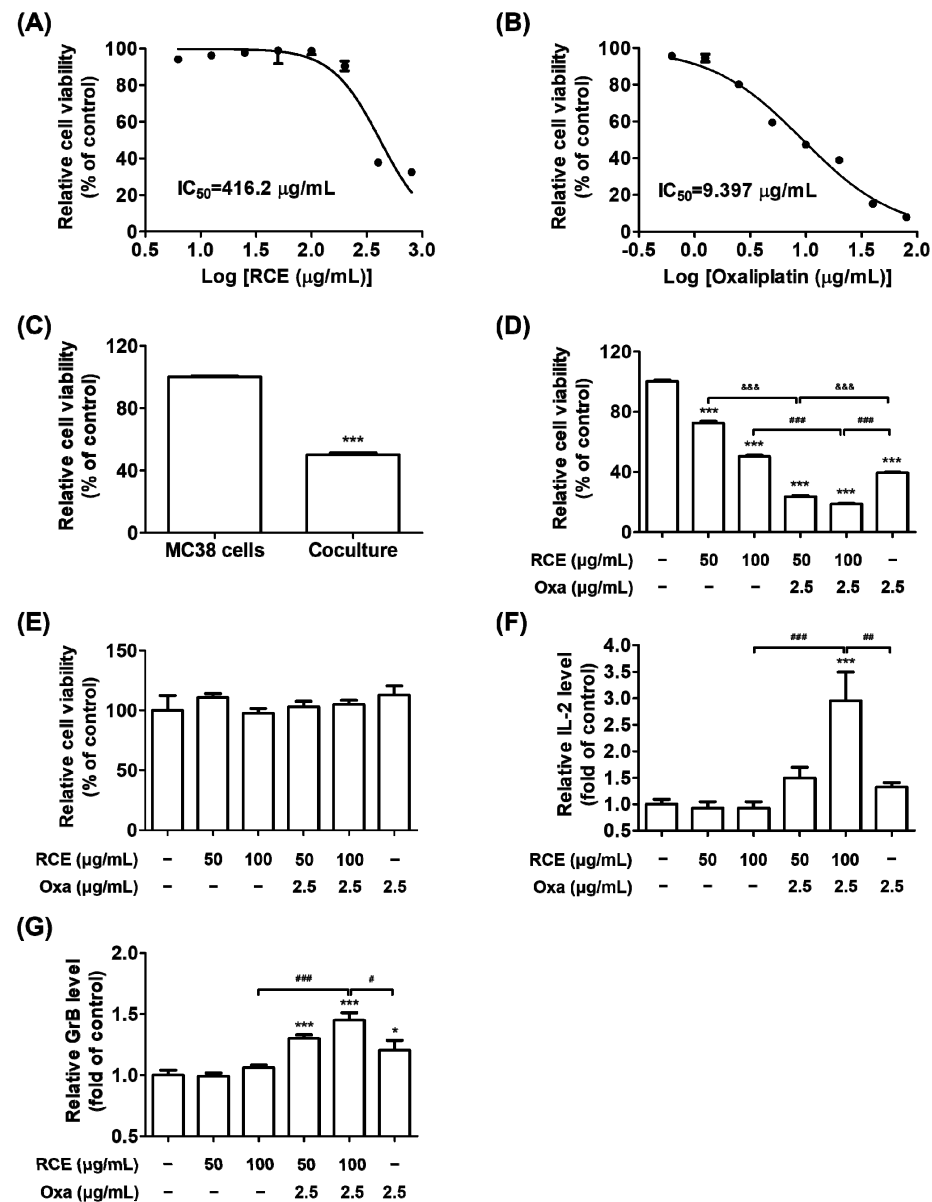 (A)
Relative cell viability
(% of control)
100
80
60
40
20
0
IC50=416.2 μg/mL
0.5 1.0 1.5 2.0 2.5 3.0
Log [RCE (μg/mL)]
(B)
Relative cell viability
(% of control)
100
80
60
40
20
0
IC50=9.397 μg/mL
-0.5 0.0 0.5 1.0 1.5 2.0
Log [Oxaliplatin (μg/mL)]
(C)
Relative cell viability
(% of control)
120
80
40
0
***
MC38 cells Coculture
(D)
Relative cell viability
(% of control)
120
80
40
0
&&& &&&
### ###
*** *** *** *** ***
RCE (μg/mL) – 50 100 50 100 –
Oxa (μg/mL) – – – 2.5 2.5 2.5
(E)
Relative cell viability
(% of control)
150
100
50
0
RCE (μg/mL) – 50 100 50 100 –
Oxa (μg/mL) – – – 2.5 2.5 2.5
(F)
Relative IL-2 level
(fold of control)
4.0
3.5
3.0
2.5
2.0
1.5
1.0
0.5
### ##
***
RCE (μg/mL) – 50 100 50 100 –
Oxa (μg/mL) – – – 2.5 2.5 2.5
(G)
Relative GrB level
(fold of control)
2.0
1.5
1.0
0.5
### #
*** *** *
RCE (μg/mL) – 50 100 50 100 –
Oxa (μg/mL) – – – 2.5 2.5 2.5